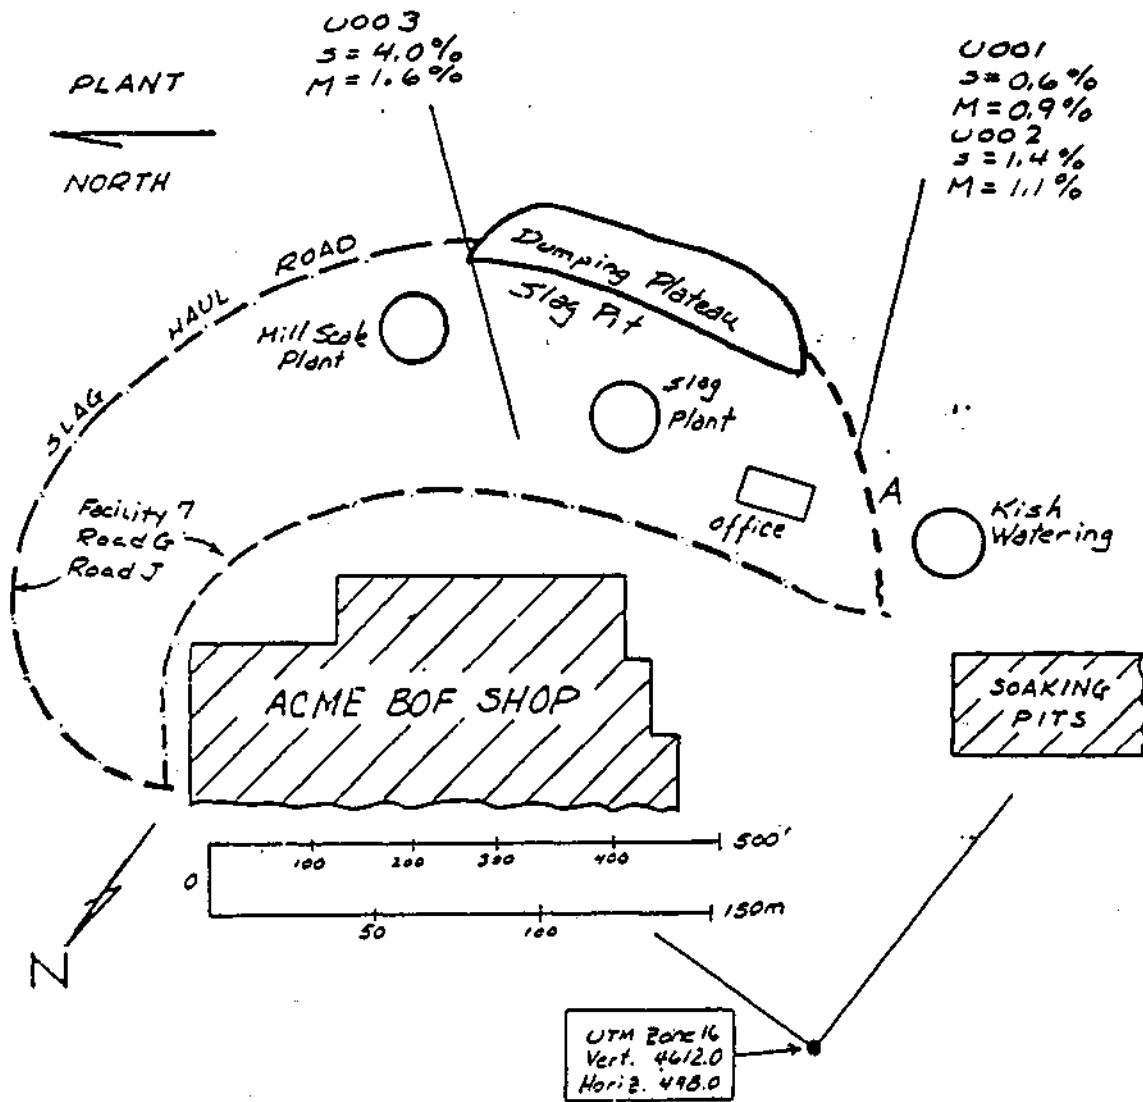 U003
S = 4.0%
M = 1.6%
U001
S = 0.6%
M = 0.9%
U002
S = 1.4%
M = 1.1%
PLANT
NORTH
SLAG HAUL ROAD
Dumping Plateau
Slag Pit
Mill Scale
Plant
Slag
Plant
Facility 7
Road G
Road J
office
A
Kish
Watering
ACME BOF SHOP
SOAKING
PITS
0 100 200 300 400 500'
50 100 150m
N
UTM Zone 16
Vert. 4612.0
Horiz. 498.0